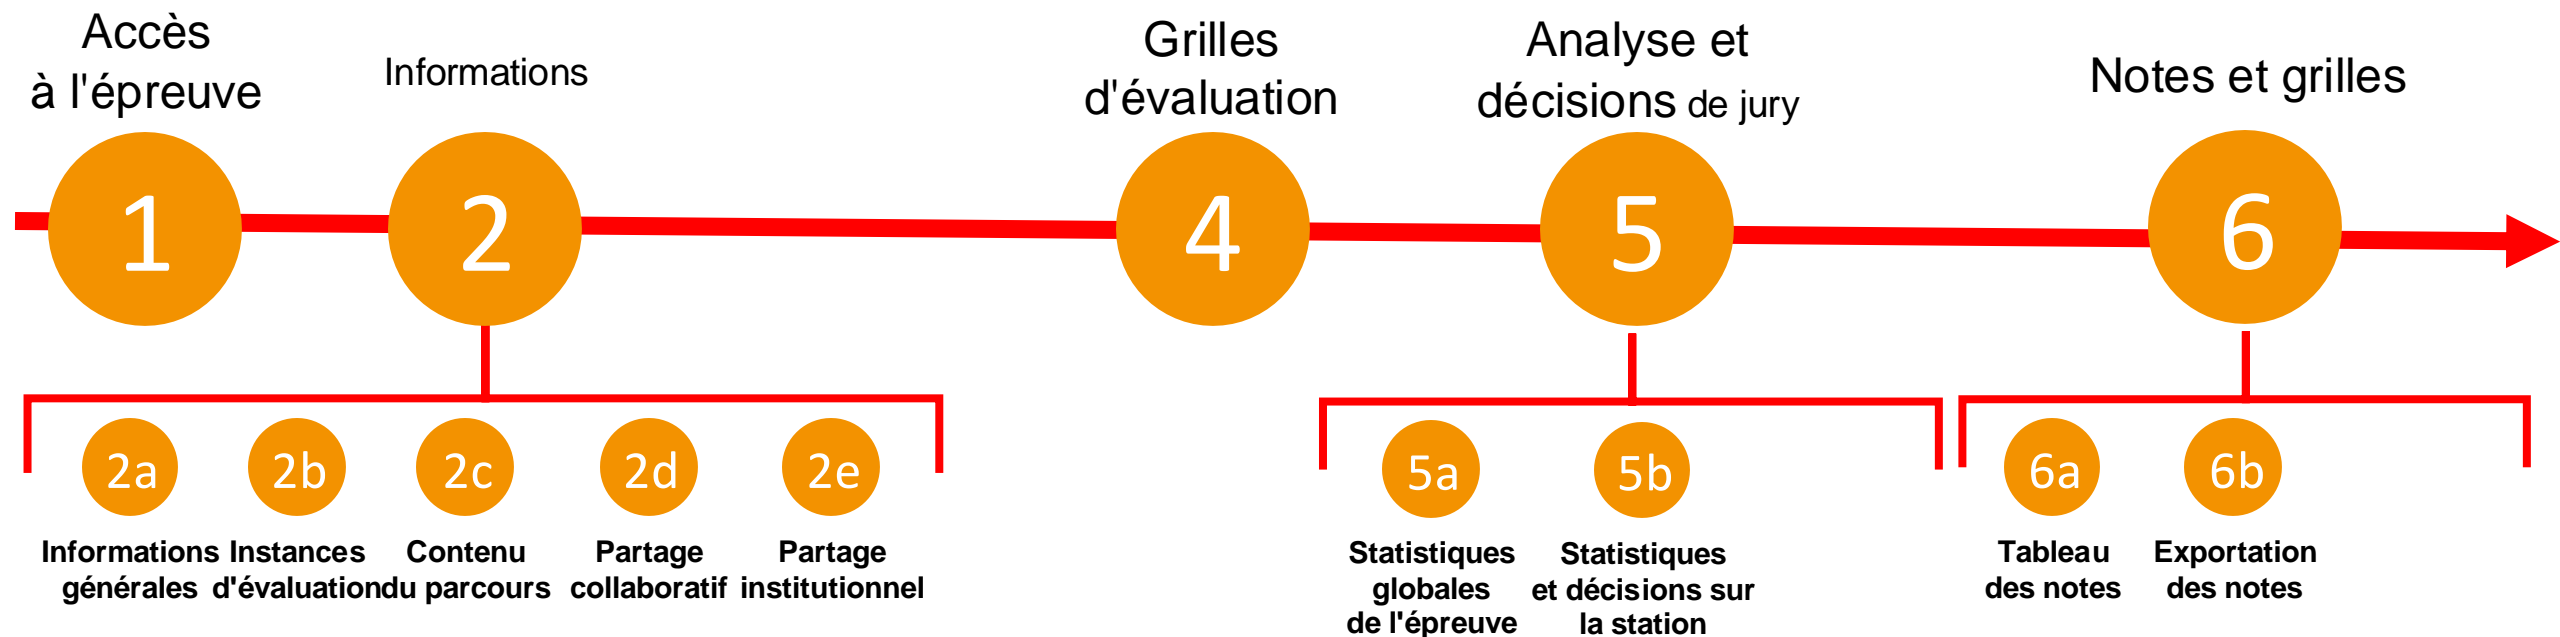 Accès
à l'épreuve
Informations
Grilles
d'évaluation
Analyse et
décisions de jury
Notes et grilles
1
2
4
5
6
2a
2b
2c
2d
2e
5a
5b
6a
6b
Informations
générales
Instances
d'évaluation
Contenu
du parcours
Partage
collaboratif
Partage
institutionnel
Statistiques
globales
de l'épreuve
Statistiques
et décisions sur
la station
Tableau
des notes
Exportation
des notes